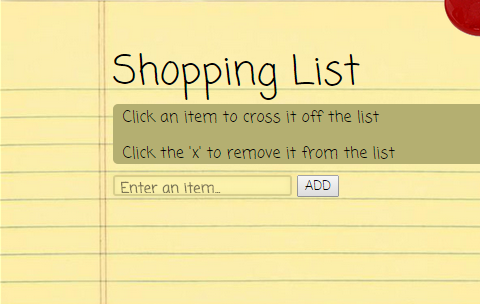 Shopping List
Click an item to cross it off the list
Click the 'x' to remove it from the list
Enter an item... ADD